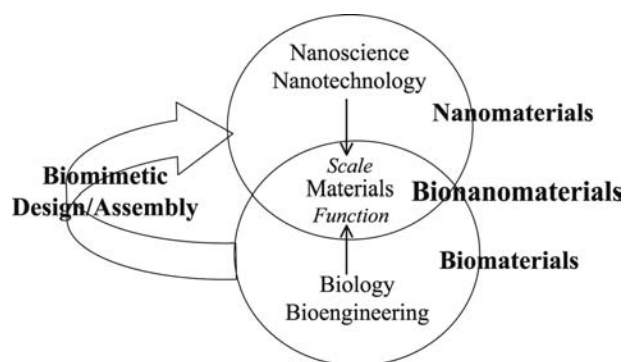 Nanoscience
Nanotechnology
Nanomaterials
Scale
Biomimetic
Materials
Bionanomaterials
Design/Assembly
Function
Biomaterials
Biology
Bioengineering